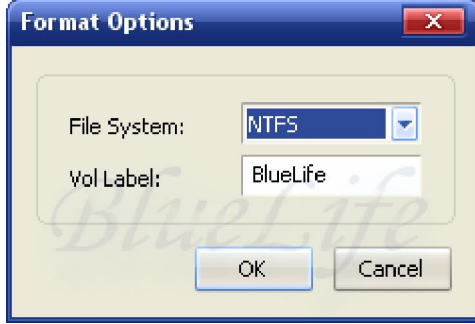 Format Options
File System: NTFS
Vol Label: BlueLife
BlueLife
OK Cancel